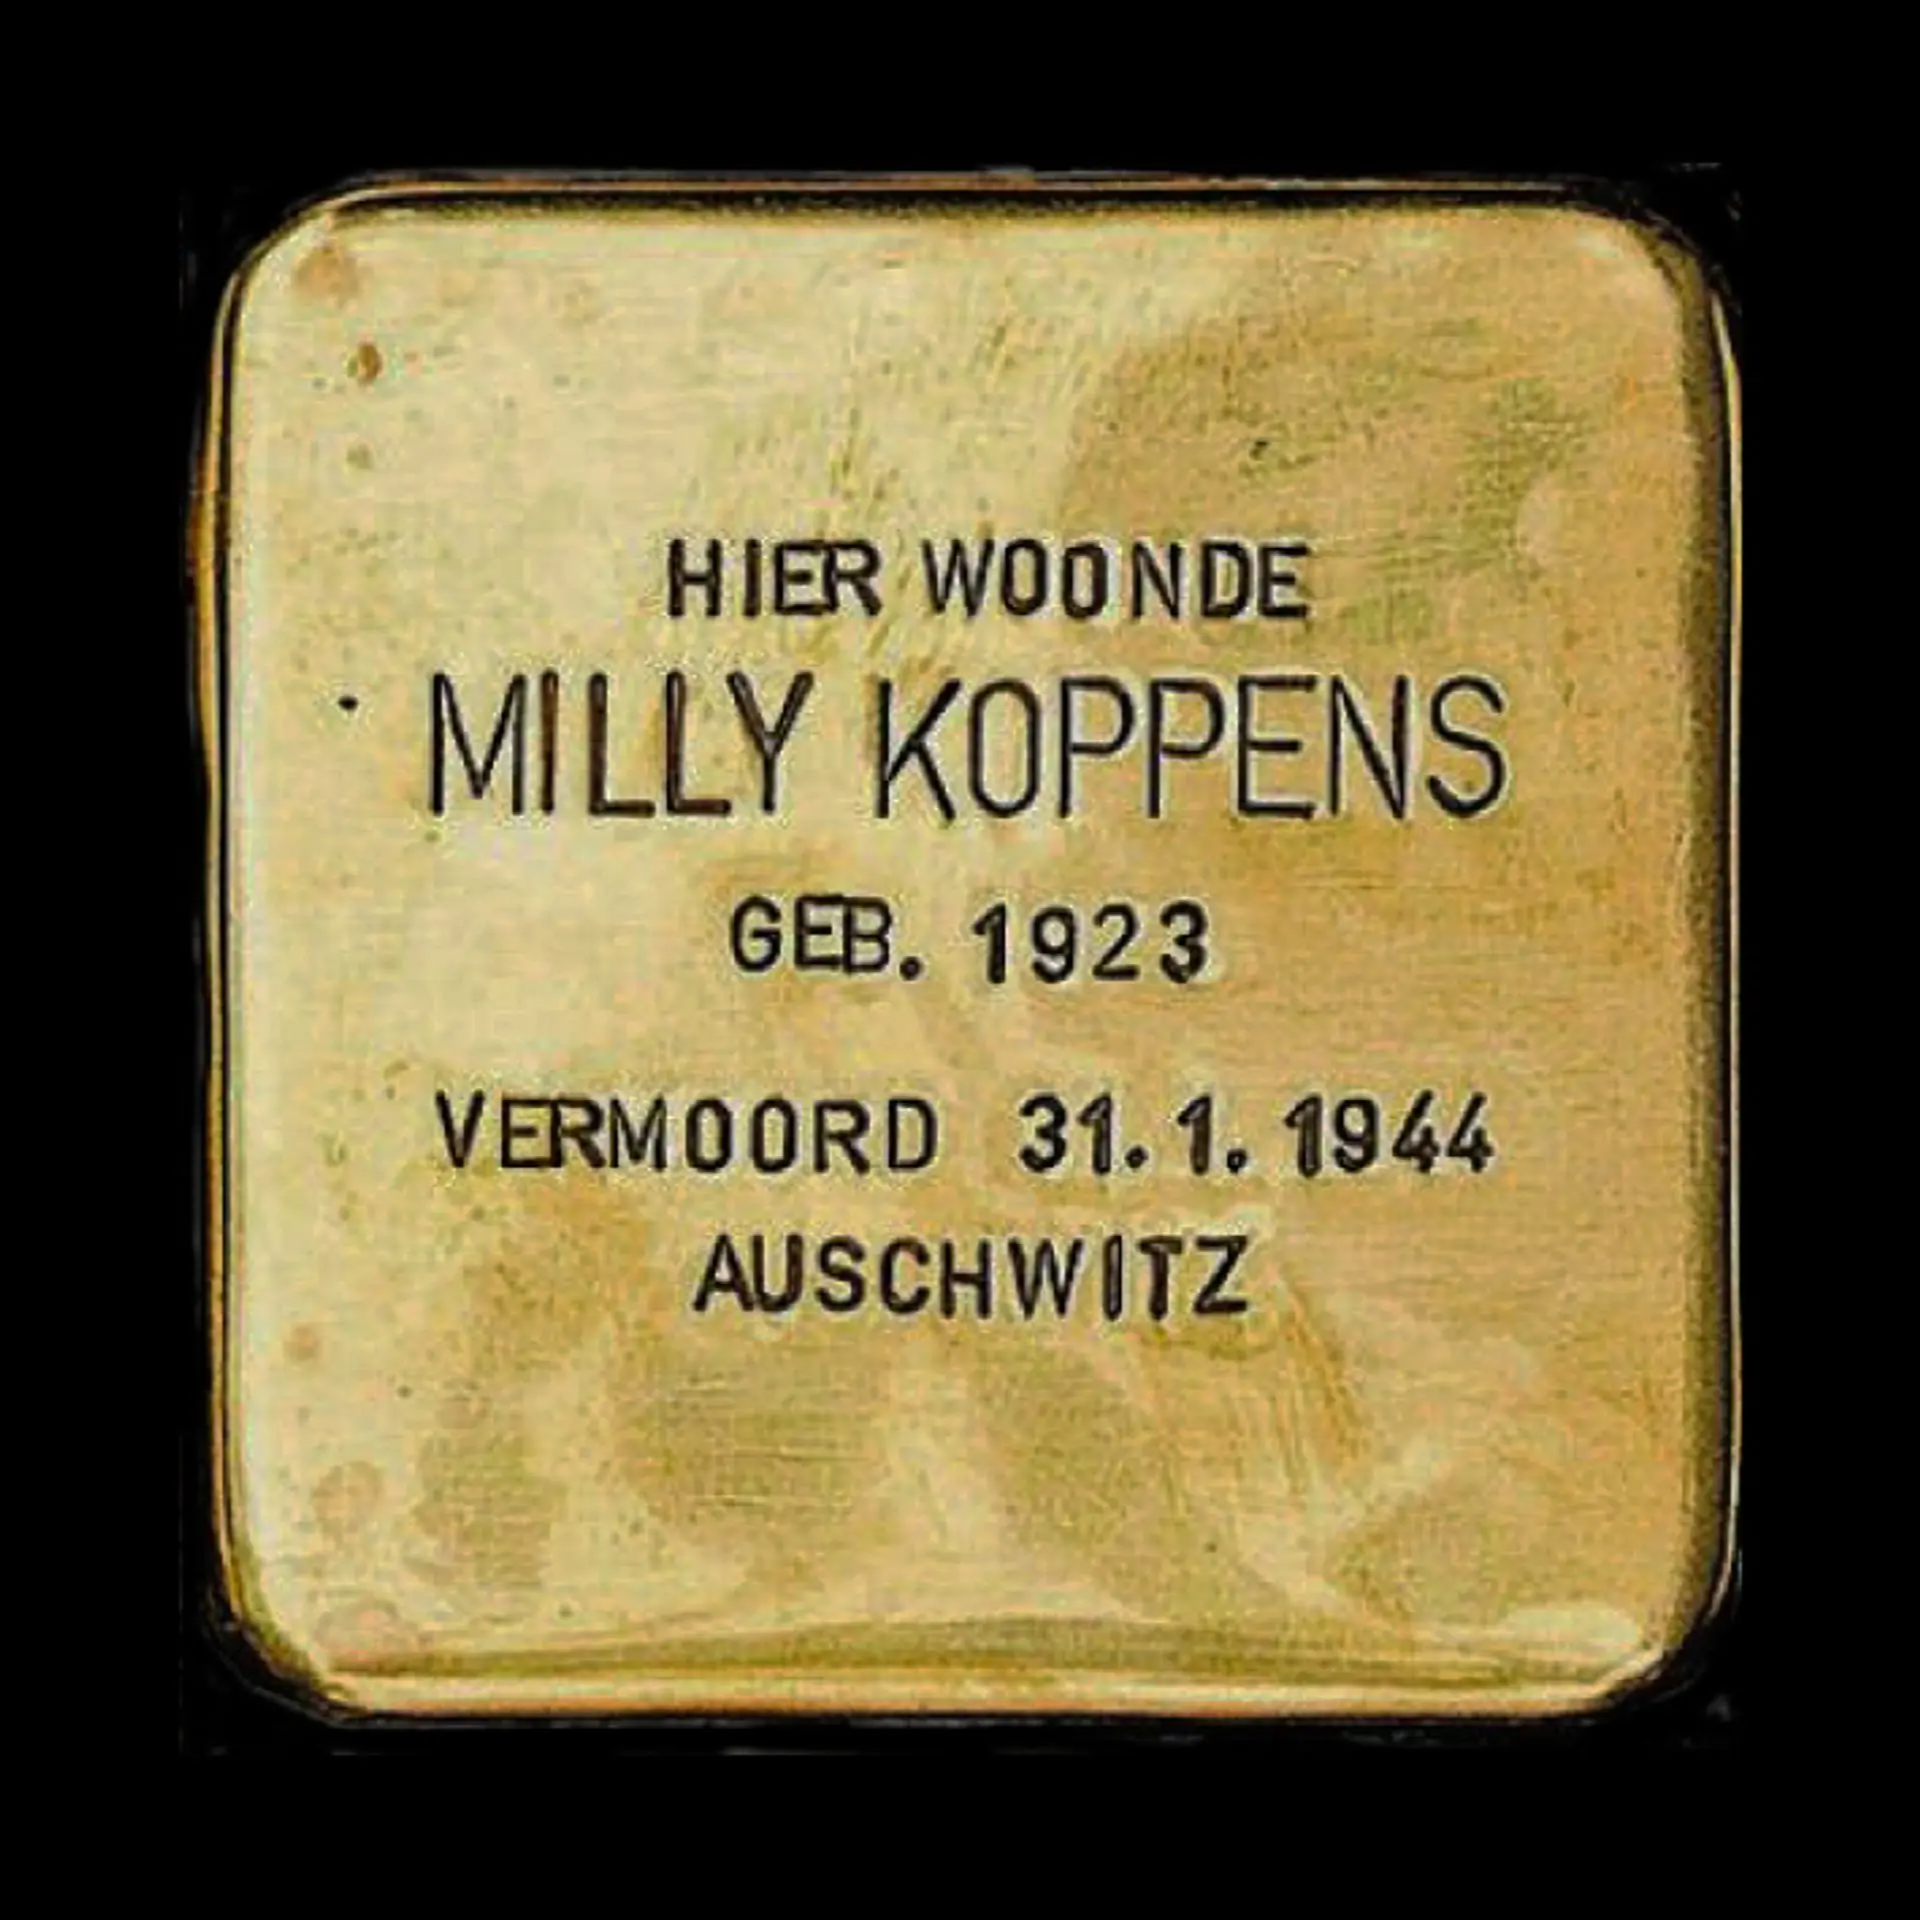 HIER WOONDE
MILLY KOPPENS
GEB. 1923
VERMOORD 31.1.1944
AUSCHWITZ